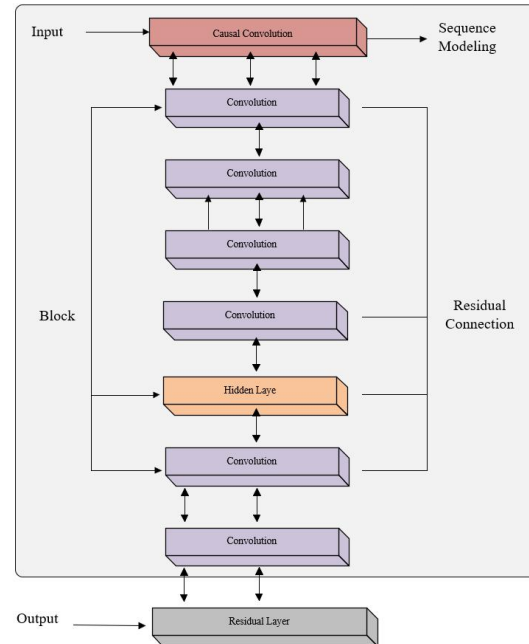 Input
Causal Convolution
Sequence
Modeling
Convolution
Convolution
Convolution
Block
Convolution
Residual
Connection
Hidden Laye
Convolution
Convolution
Output
Residual Layer